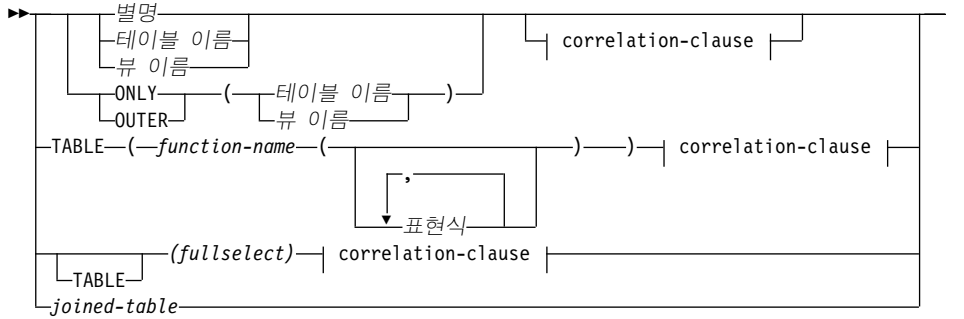 별명
테이블 이름
뷰 이름
correlation-clause
ONLY ( 테이블 이름 )
OUTER 뷰 이름
TABLE ( function-name ( ) ) correlation-clause
,
표현식
(fullselect) correlation-clause
TABLE
joined-table